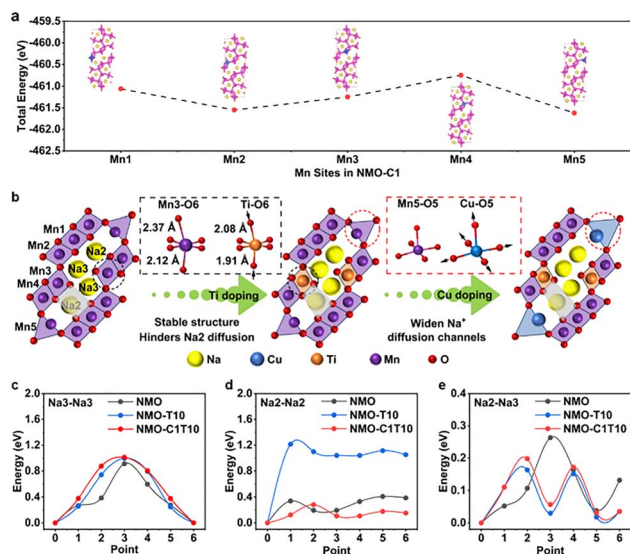 a
Total Energy (eV)
-459.5
-460.0
-460.5
-461.0
-461.5
-462.0
-462.5
Mn1 Mn2 Mn3 Mn4 Mn5
Mn Sites in NMO-C1
b
Mn3-O6 Ti-O6
2.37 Å 2.08 Å
2.12 Å 1.91 Å
Mn5-O5 Cu-O5
Mn1
Mn2
Mn3
Mn4
Mn5
Na2
Na3
Na3
Na2
Ti doping
Cu doping
Stable structure
Hinders Na2 diffusion
Widen Na+
diffusion channels
Na Cu Ti Mn O
c
Na3-Na3
NMO
NMO-T10
NMO-C1T10
Energy (eV)
2.0
1.6
1.2
0.8
0.4
0.0
0 1 2 3 4 5 6
Point
d
Na2-Na2
NMO
NMO-T10
NMO-C1T10
Energy (eV)
2.0
1.6
1.2
0.8
0.4
0.0
0 1 2 3 4 5 6
Point
e
Na2-Na3
NMO
NMO-T10
NMO-C1T10
Energy (eV)
0.4
0.3
0.2
0.1
0.0
0 1 2 3 4 5 6
Point